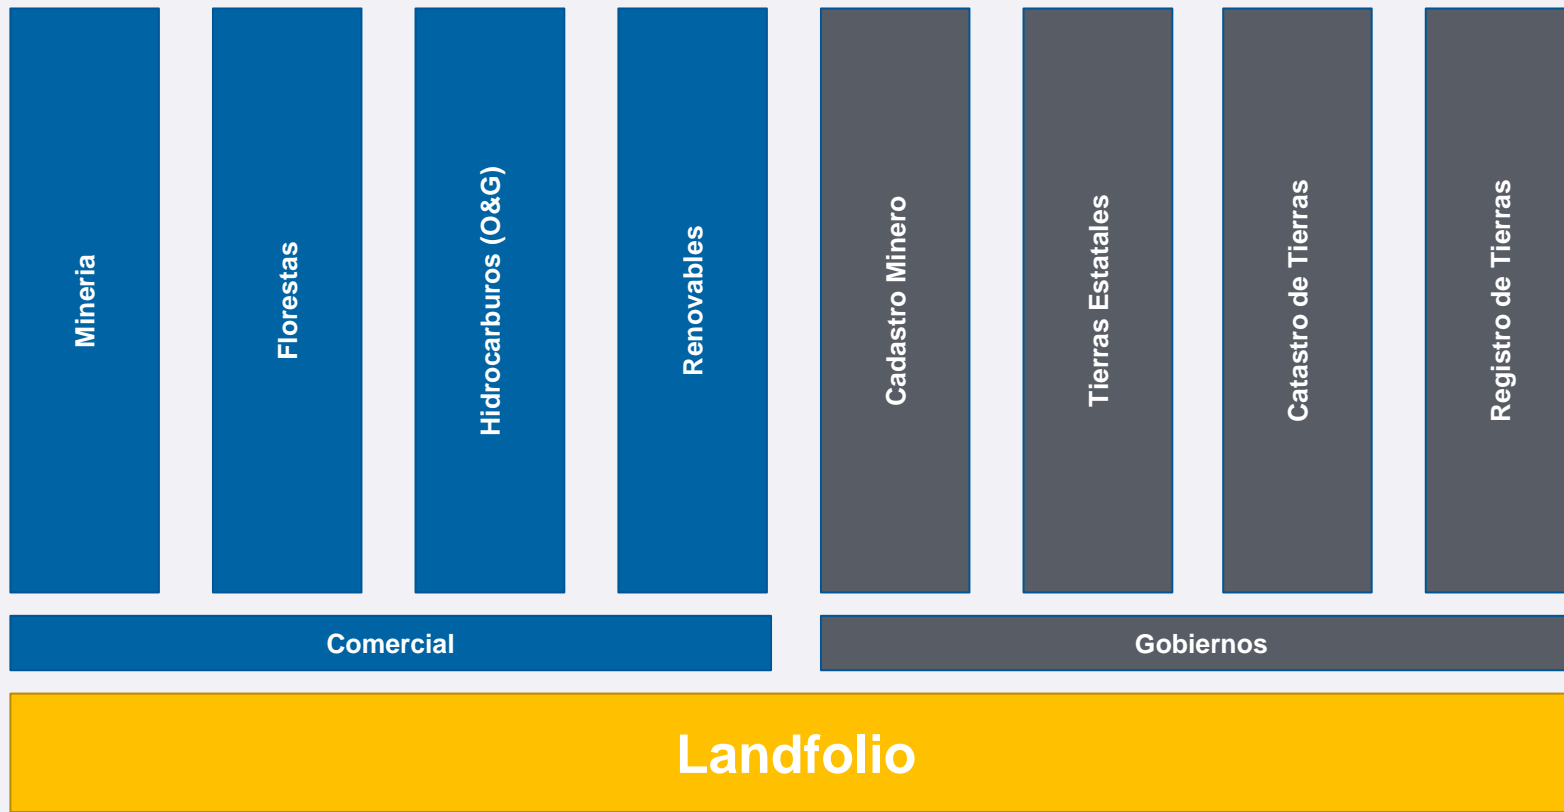 Mineria
Florestas
Hidrocarburos (O&G)
Renovables
Cadastro Minero
Tierras Estatales
Catastro de Tierras
Registro de Tierras
Comercial
Gobiernos
Landfolio